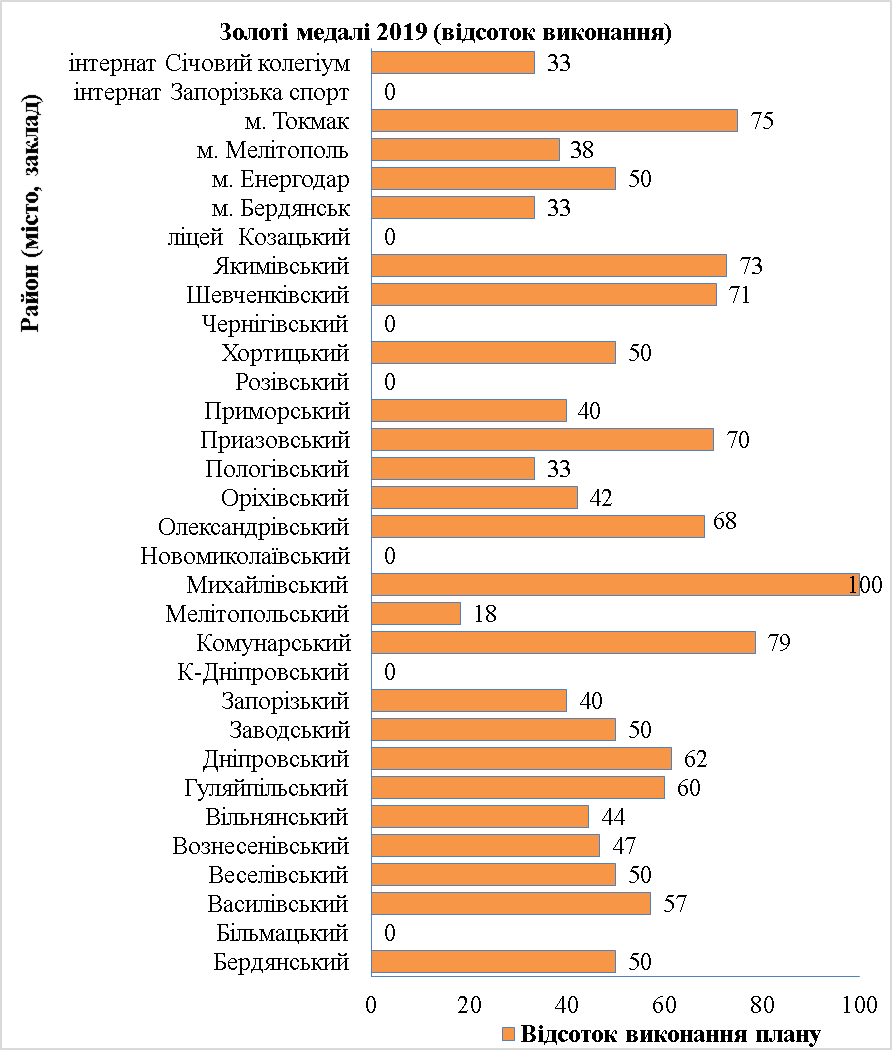 Золоті медалі 2019 (відсоток виконання)
Район (місто, заклад)
інтернат Січовий колегіум 33
інтернат Запорізька спорт 0
м. Токмак 75
м. Мелітополь 38
м. Енергодар 50
м. Бердянськ 33
ліцей Козацький 0
Якимівський 73
Шевченківский 71
Чернігівський 0
Хортицький 50
Розівський 0
Приморський 40
Приазовський 70
Пологівський 33
Оріхівський 42
Олександрівський 68
Новомиколаївський 0
Михайлівський 100
Мелітопольський 18
Комунарський 79
К-Дніпровський 0
Запорізький 40
Заводський 50
Дніпровський 62
Гуляйпільський 60
Вільнянський 44
Вознесенівський 47
Веселівський 50
Василівський 57
Більмацький 0
Бердянський 50
0 20 40 60 80 100
Відсоток виконання плану